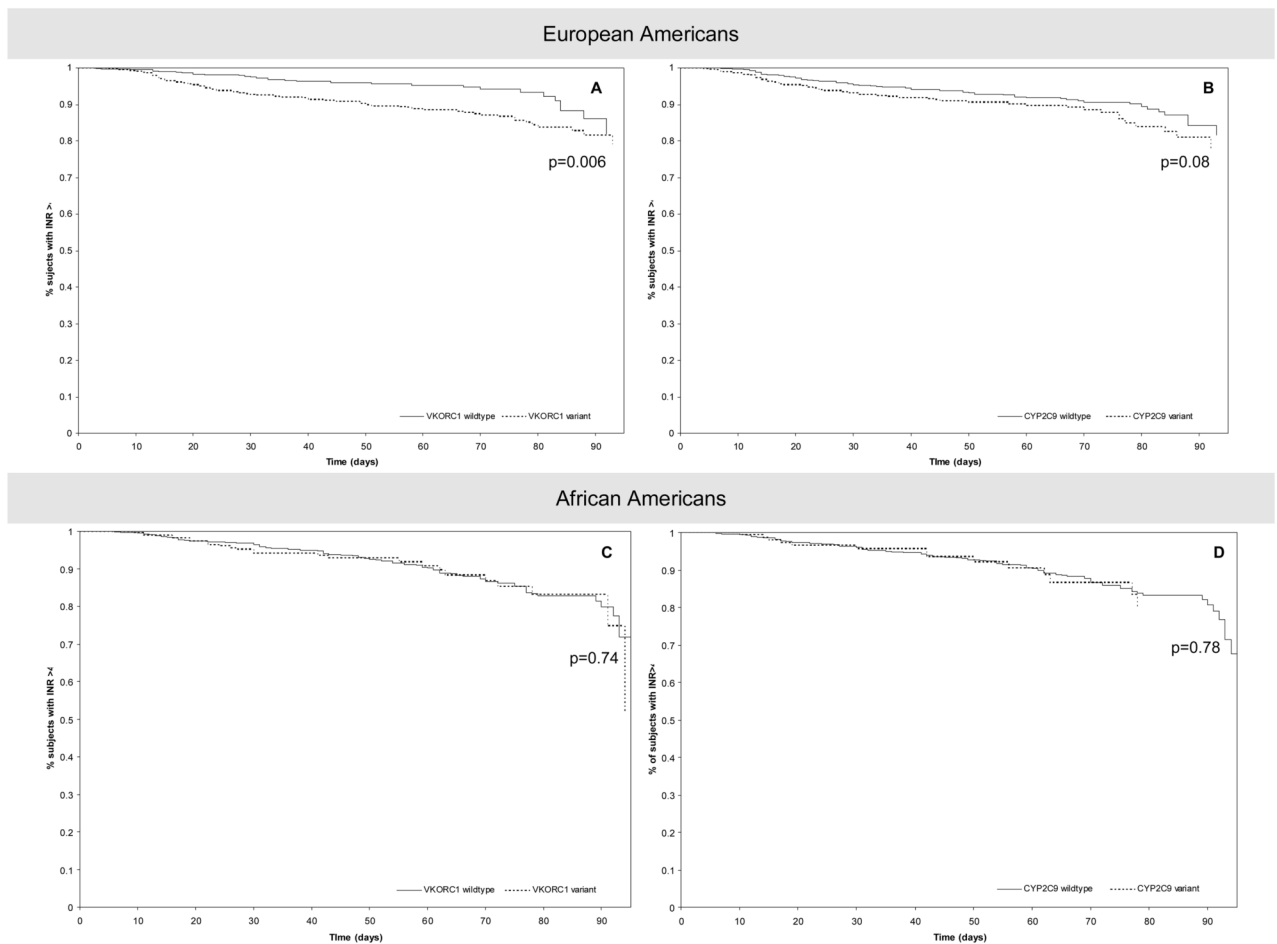 European Americans
A
p=0.006
% sujects with INR >
1
0.9
0.8
0.7
0.6
0.5
0.4
0.3
0.2
0.1
0
VKORC1 wildtype VKORC1 variant
0 10 20 30 40 50 60 70 80 90
Time (days)
B
p=0.08
% subjects with INR >
1
0.9
0.8
0.7
0.6
0.5
0.4
0.3
0.2
0.1
0
CYP2C9 wildtype CYP2C9 variant
0 10 20 30 40 50 60 70 80 90
TIme (days)
African Americans
C
p=0.74
% subjects with INR >4
1
0.9
0.8
0.7
0.6
0.5
0.4
0.3
0.2
0.1
0
VKORC1 wildtype VKORC1 variant
0 10 20 30 40 50 60 70 80 90
TIme (days)
D
p=0.78
% of subjects with INR>
1
0.9
0.8
0.7
0.6
0.5
0.4
0.3
0.2
0.1
0
CYP2C9 wildtype CYP2C9 variant
0 10 20 30 40 50 60 70 80 90
Time (days)